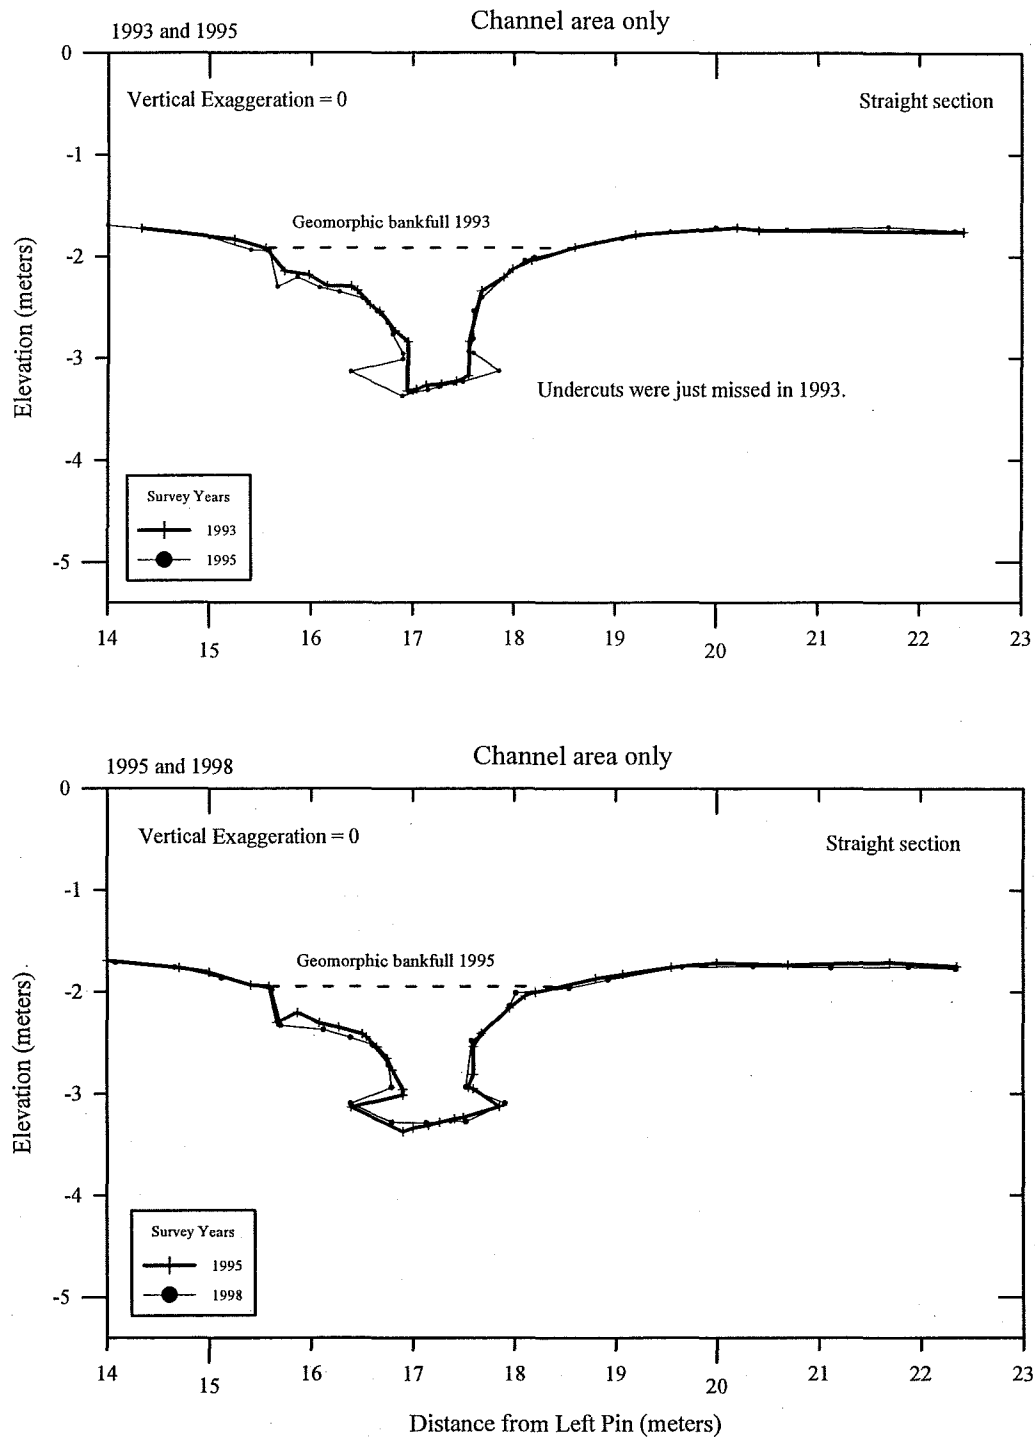 Channel area only
1993 and 1995
Vertical Exaggeration = 0
Straight section
Geomorphic bankfull 1993
Undercuts were just missed in 1993.
Survey Years
1993
1995
Elevation (meters)
0
-1
-2
-3
-4
-5
14 15 16 17 18 19 20 21 22 23
Channel area only
1995 and 1998
Vertical Exaggeration = 0
Straight section
Geomorphic bankfull 1995
Survey Years
1995
1998
Elevation (meters)
0
-1
-2
-3
-4
-5
14 15 16 17 18 19 20 21 22 23
Distance from Left Pin (meters)